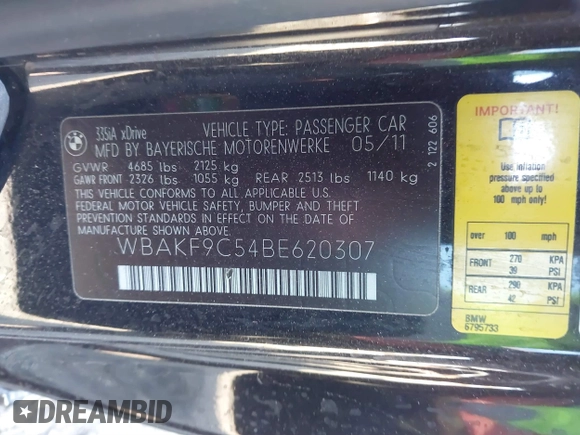 335iA xDrive VEHICLE TYPE: PASSENGER CAR
MFD BY BAYERISCHE MOTORENWERKE 05/11
GVWR 4685 lbs 2125 kg
GAWR FRONT 2326 lbs 1055 kg REAR 2513 lbs 1140 kg
THIS VEHICLE CONFORMS TO ALL APPLICABLE U.S.
FEDERAL MOTOR VEHICLE SAFETY, BUMPER AND THEFT
PREVENTION STANDARDS IN EFFECT ON THE DATE OF
MANUFACTURE SHOWN ABOVE.
WBAKF9C54BE620307
2 122 606
IMPORTANT!
Use inflation
pressure specified
above up to
100 mph only!
over 100 mph
FRONT 270 KPA
39 PSI
REAR 290 KPA
42 PSI
BMW
6795733
DREAMBID